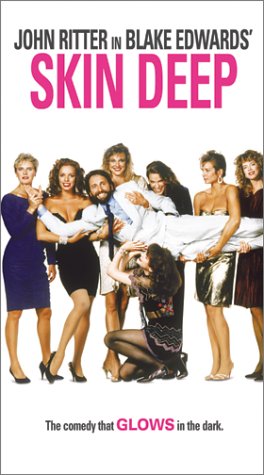 JOHN RITTER IN BLAKE EDWARDS'
SKIN DEEP
The comedy that GLOWS in the dark.